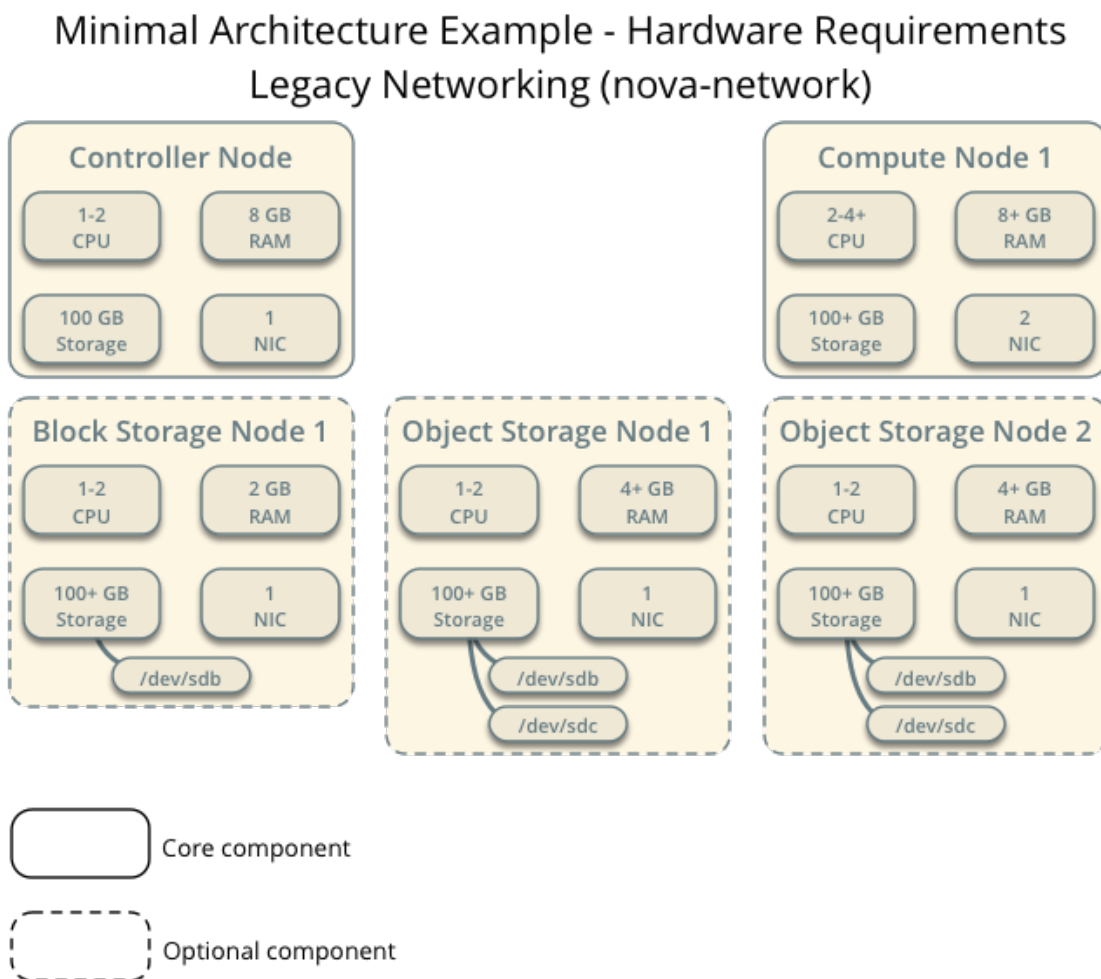 Minimal Architecture Example - Hardware Requirements
Legacy Networking (nova-network)
Controller Node
1-2
CPU
8 GB
RAM
100 GB
Storage
1
NIC
Compute Node 1
2-4+
CPU
8+ GB
RAM
100+ GB
Storage
2
NIC
Block Storage Node 1
1-2
CPU
2 GB
RAM
100+ GB
Storage
1
NIC
/dev/sdb
Object Storage Node 1
1-2
CPU
4+ GB
RAM
100+ GB
Storage
1
NIC
/dev/sdb
/dev/sdc
Object Storage Node 2
1-2
CPU
4+ GB
RAM
100+ GB
Storage
1
NIC
/dev/sdb
/dev/sdc
Core component
Optional component